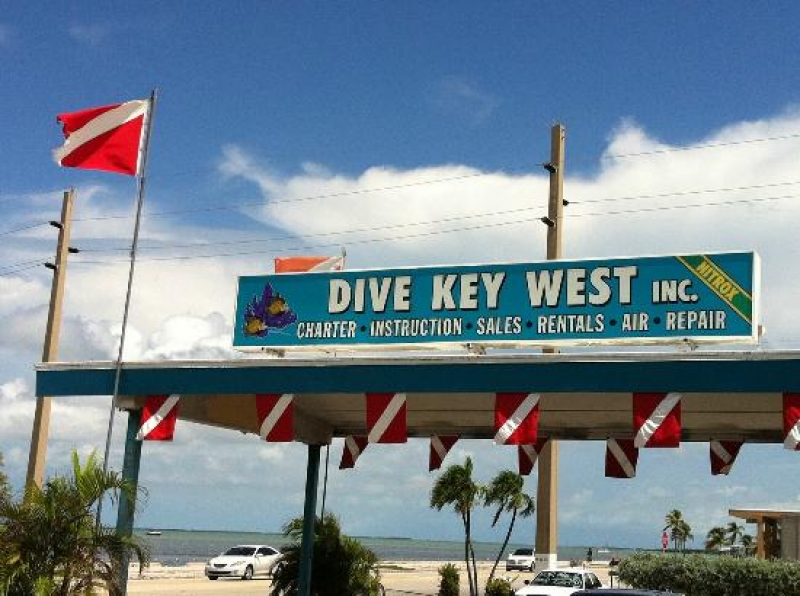 DIVE KEY WEST INC.
NITROX
CHARTER • INSTRUCTION • SALES • RENTALS • AIR • REPAIR